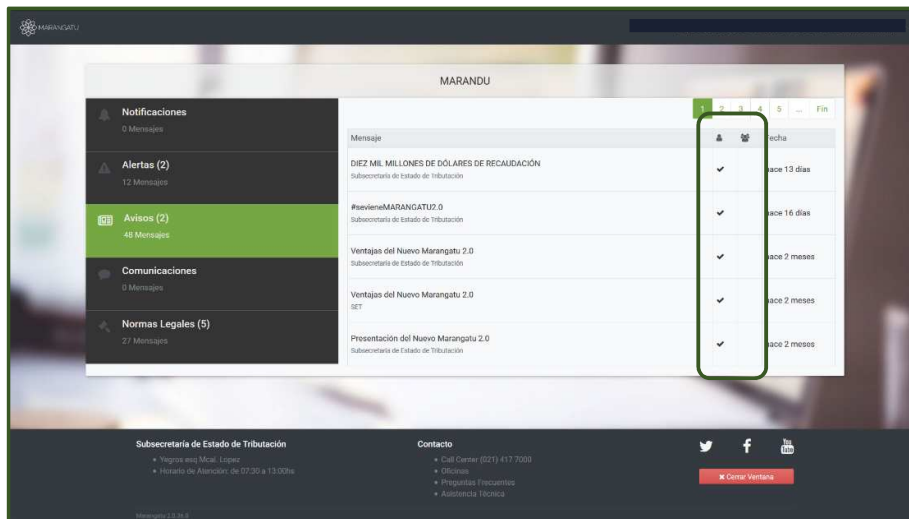 MARANGATU
MARANDU
Notificaciones
0 Mensajes
Alertas (2)
12 Mensajes
Avisos (2)
48 Mensajes
Comunicaciones
0 Mensajes
Normas Legales (5)
27 Mensajes
1 2 3 4 5 ... Fin
Mensaje Fecha
DIEZ MIL MILLONES DE DÓLARES DE RECAUDACIÓN hace 13 días
Subsecretaría de Estado de Tributación
#sevieneMARANGATU2.0 hace 16 días
Subsecretaría de Estado de Tributación
Ventajas del Nuevo Marangatu 2.0 hace 2 meses
Subsecretaría de Estado de Tributación
Ventajas del Nuevo Marangatu 2.0 hace 2 meses
SET
Presentación del Nuevo Marangatu 2.0 hace 2 meses
Subsecretaría de Estado de Tributación
Subsecretaría de Estado de Tributación
Yegros esq Mcal. Lopez
Horario de Atención: de 07:30 a 13:00hs
Contacto
Call Center (021) 417 7000
Oficinas
Preguntas Frecuentes
Asistencia Técnica
You Tube
Cerrar Ventana